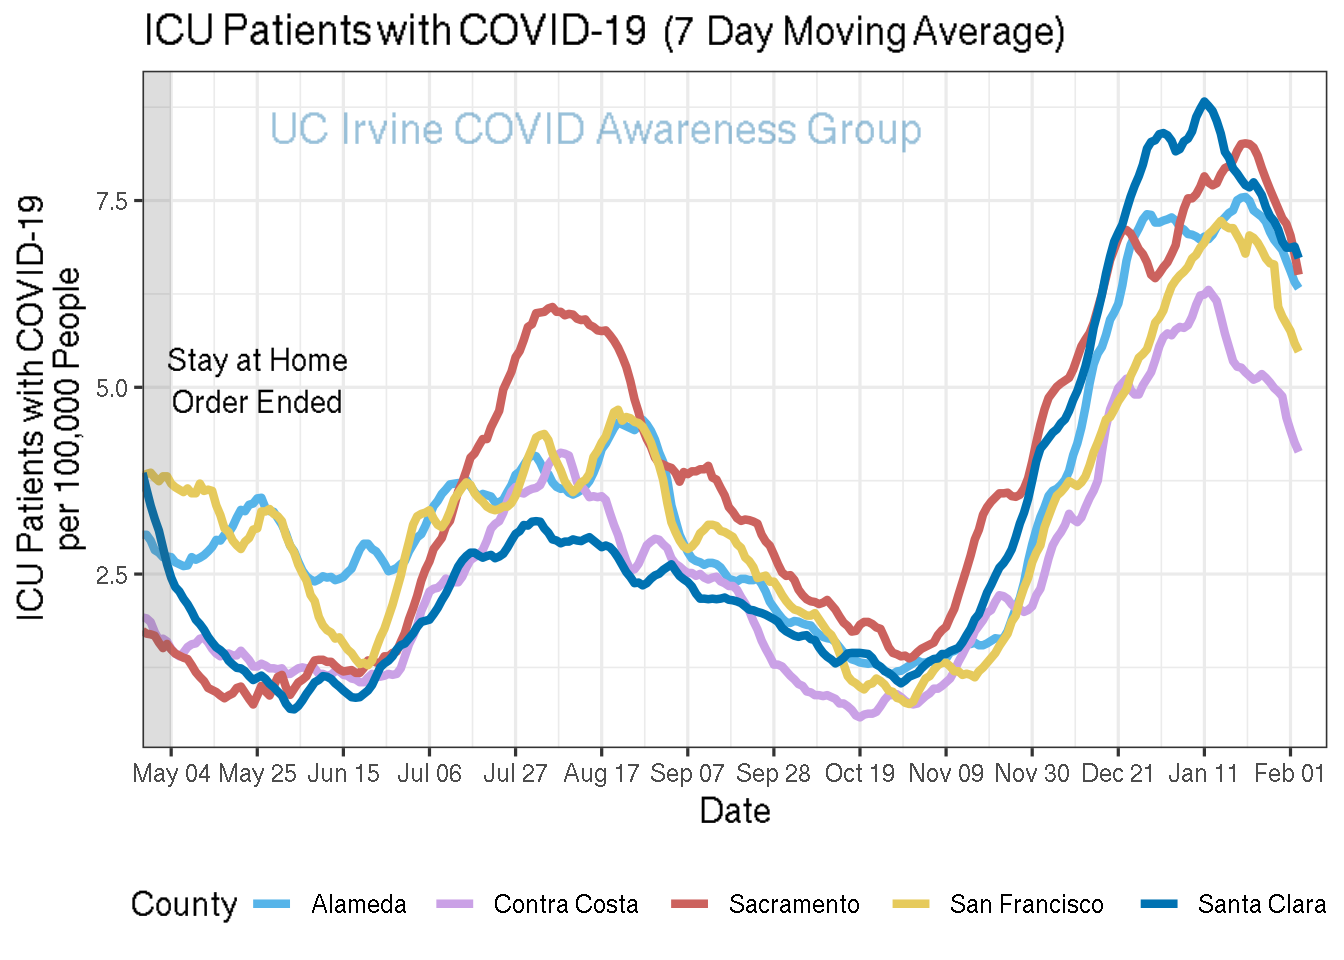 ICU Patients with COVID-19 (7 Day Moving Average)
UC Irvine COVID Awareness Group
ICU Patients with COVID-19
per 100,000 People
7.5
5.0
2.5
Stay at Home
Order Ended
May 04 May 25 Jun 15 Jul 06 Jul 27 Aug 17 Sep 07 Sep 28 Oct 19 Nov 09 Nov 30 Dec 21 Jan 11 Feb 01
Date
County Alameda Contra Costa Sacramento San Francisco Santa Clara